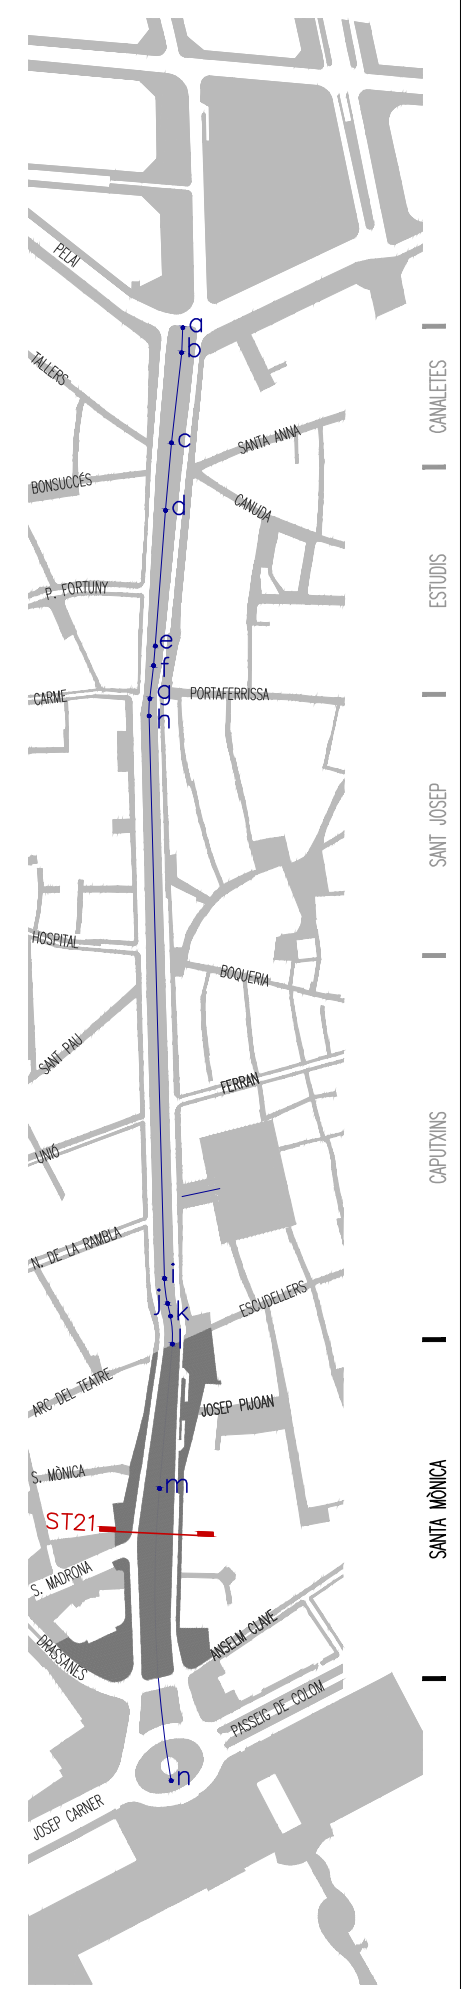 PELAI
a
b
TALLERS
CANALETES
c
SANTA ANNA
BONSUCCÉS
CANUDA
d
ESTUDIS
P. FORTUNY
e
f
CARME
g
PORTAFERRISSA
h
SANT JOSEP
HOSPITAL
BOQUERIA
SANT PAU
FERRAN
CAPUTXINS
UNIÓ
N. DE LA RAMBLA
i
j
k
ESCUDELLERS
l
ARC DEL TEATRE
JOSEP PIJOAN
S. MÒNICA
m
SANTA MÒNICA
ST21
S. MADRONA
DRASSANES
ANSELM CLAVE
PASSEIG DE COLOM
n
JOSEP CARNER